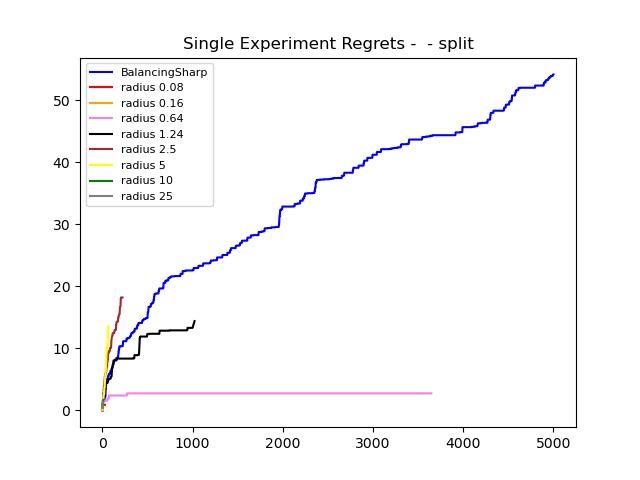 Single Experiment Regrets -  - split
BalancingSharp
radius 0.08
radius 0.16
radius 0.64
radius 1.24
radius 2.5
radius 5
radius 10
radius 25
50
40
30
20
10
0
0 1000 2000 3000 4000 5000